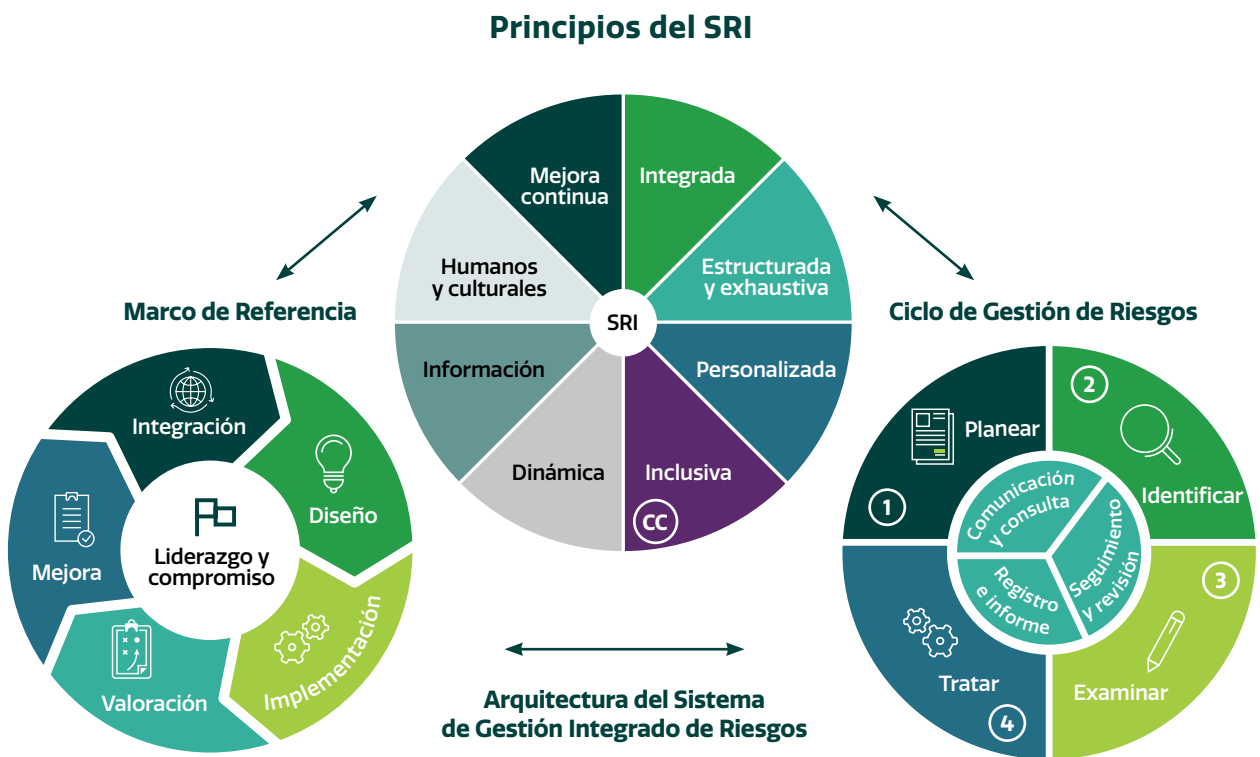 Principios del SRI
Mejora
continua
Integrada
Estructurada
y exhaustiva
Personalizada
Inclusiva
CC
Dinámica
Información
Humanos
y culturales
SRI
Marco de Referencia
Integración
Diseño
Implementación
Valoración
Mejora
Liderazgo y
compromiso
Ciclo de Gestión de Riesgos
1
Planear
2
Identificar
3
Examinar
4
Tratar
Comunicación
y consulta
Seguimiento
y revisión
Registro
e informe
Arquitectura del Sistema
de Gestión Integrado de Riesgos